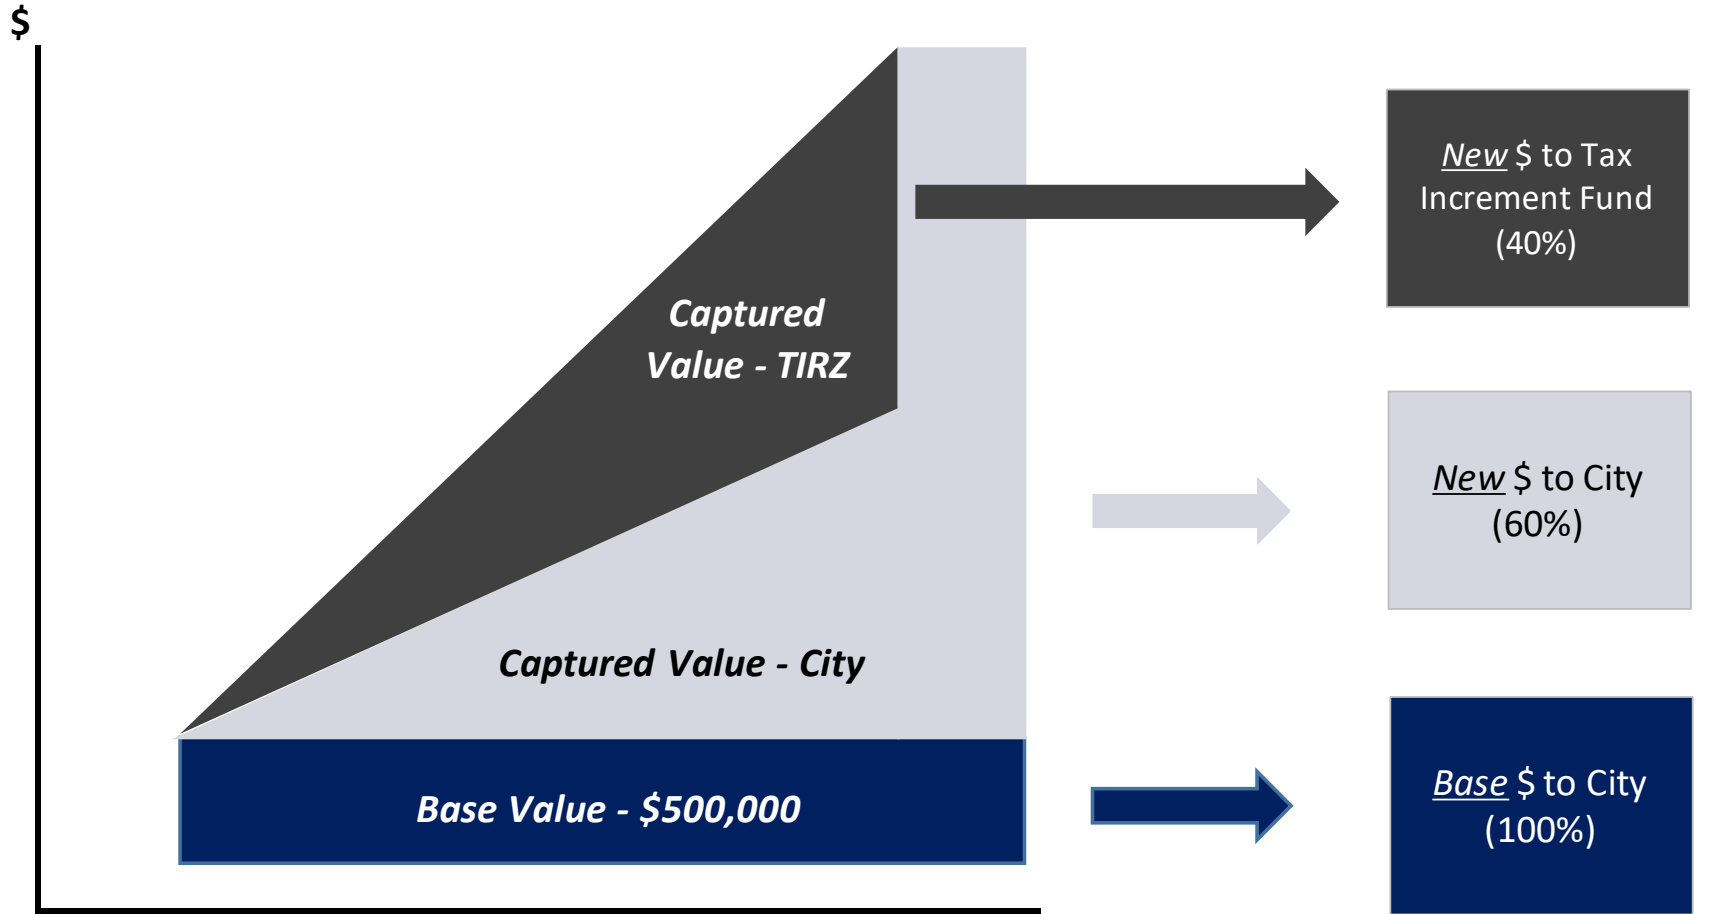 $
Captured
Value - TIRZ
Captured Value - City
Base Value - $500,000
New $ to Tax
Increment Fund
(40%)
New $ to City
(60%)
Base $ to City
(100%)